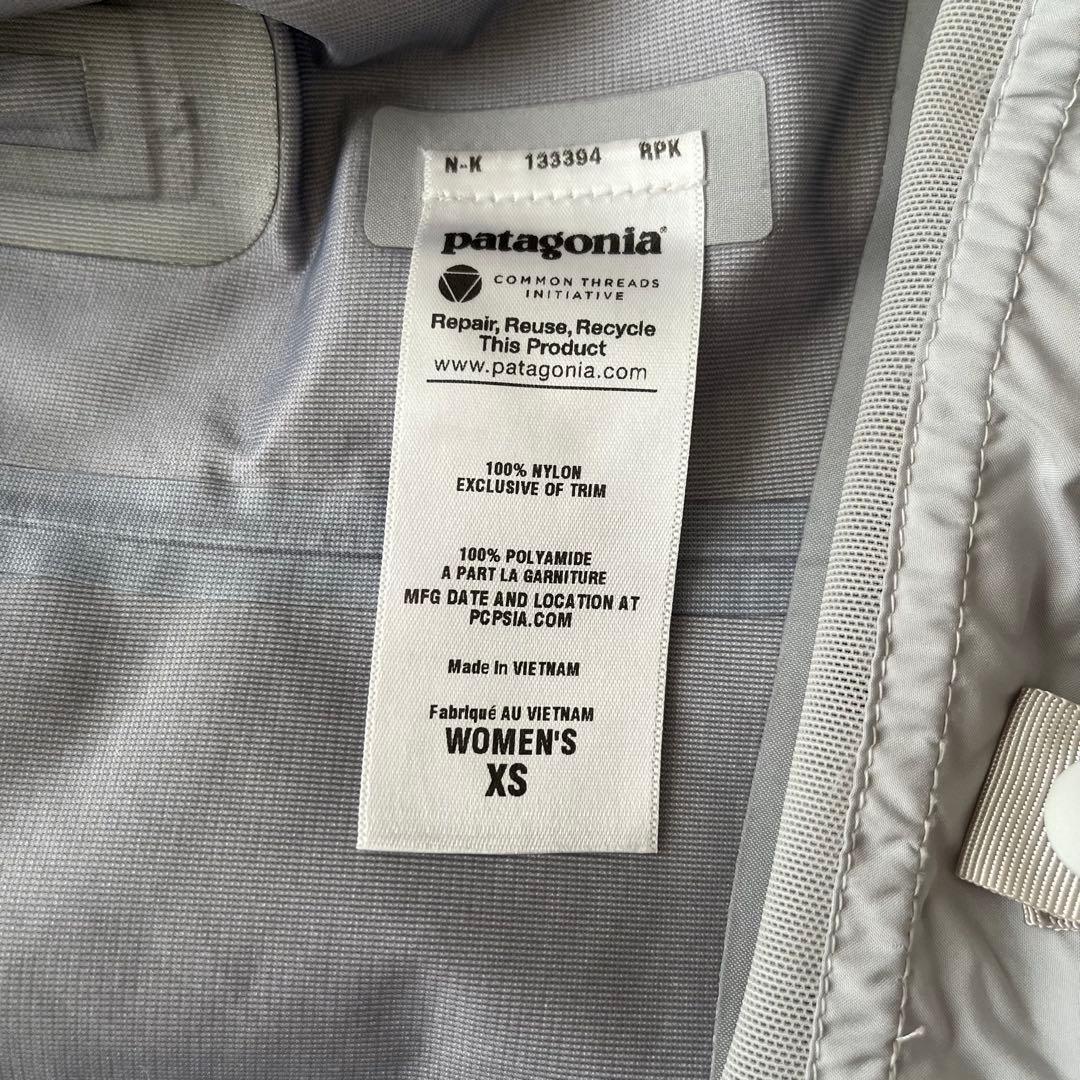 N-K 133394 RPK
patagonia®
COMMON THREADS
INITIATIVE
Repair, Reuse, Recycle
This Product
www.patagonia.com
100% NYLON
EXCLUSIVE OF TRIM
100% POLYAMIDE
A PART LA GARNITURE
MFG DATE AND LOCATION AT
PCPSIA.COM
Made In VIETNAM
Fabriqué AU VIETNAM
WOMEN'S
XS